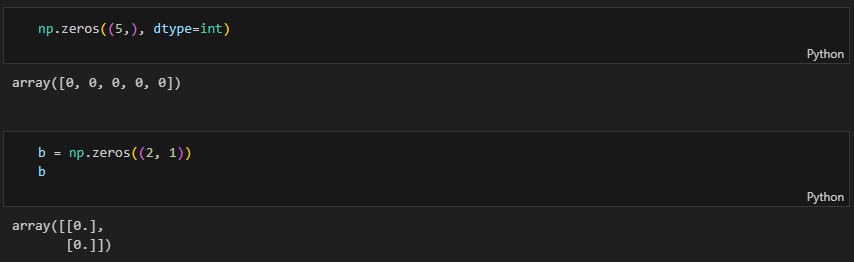 np.zeros((5,), dtype=int)
Python
array([0, 0, 0, 0, 0])
b = np.zeros((2, 1))
b
Python
array([[0.],
       [0.]])